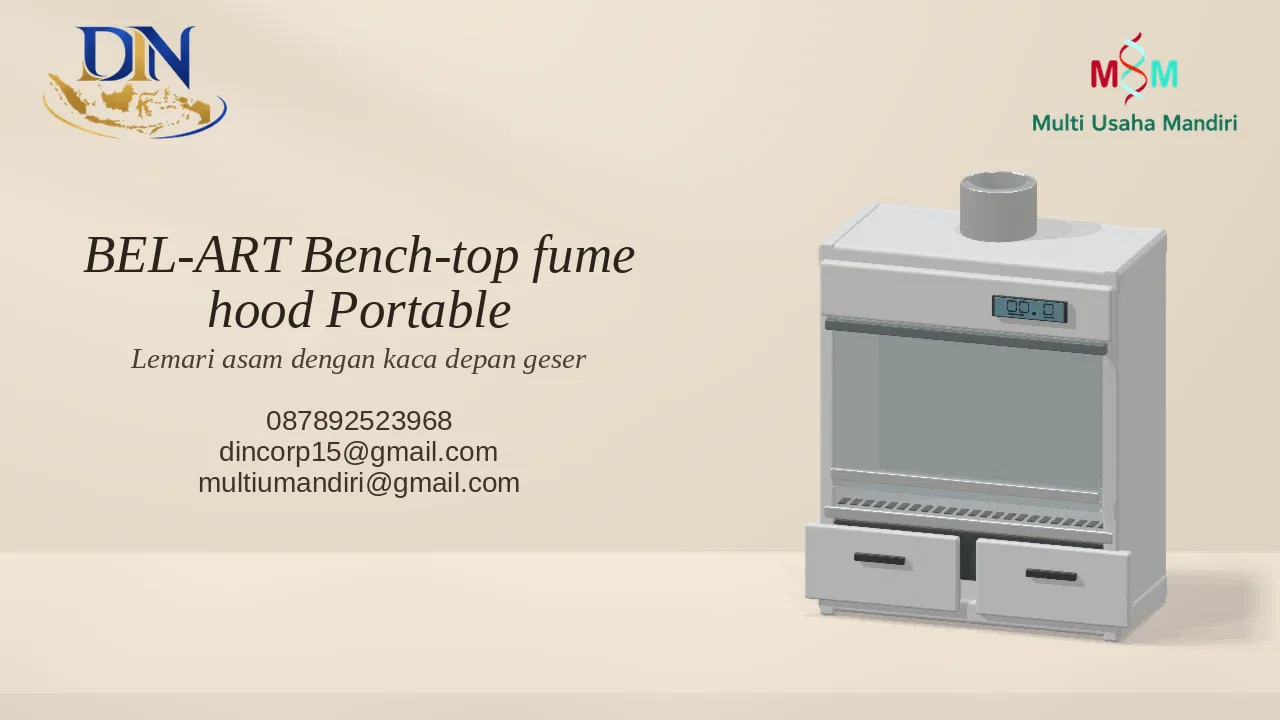 DIN
M M
Multi Usaha Mandiri
BEL-ART Bench-top fume
hood Portable
Lemari asam dengan kaca depan geser
087892523968
dincorp15@gmail.com
multiumandiri@gmail.com
00.0